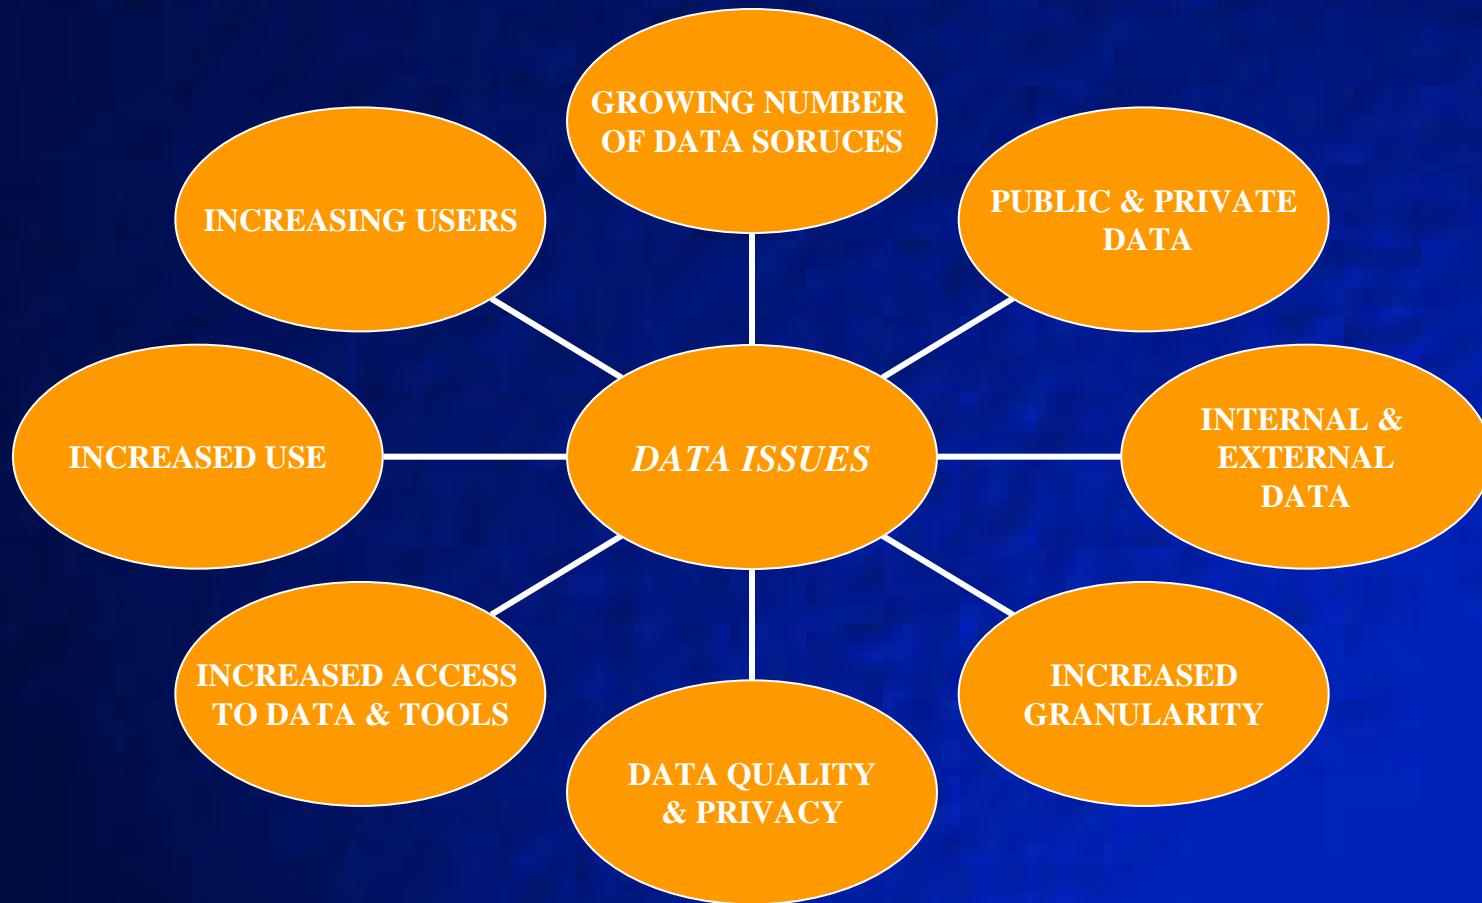 GROWING NUMBER
OF DATA SORUCES
PUBLIC & PRIVATE
DATA
INTERNAL &
EXTERNAL
DATA
INCREASED
GRANULARITY
DATA QUALITY
& PRIVACY
INCREASED ACCESS
TO DATA & TOOLS
INCREASED USE
INCREASING USERS
DATA ISSUES